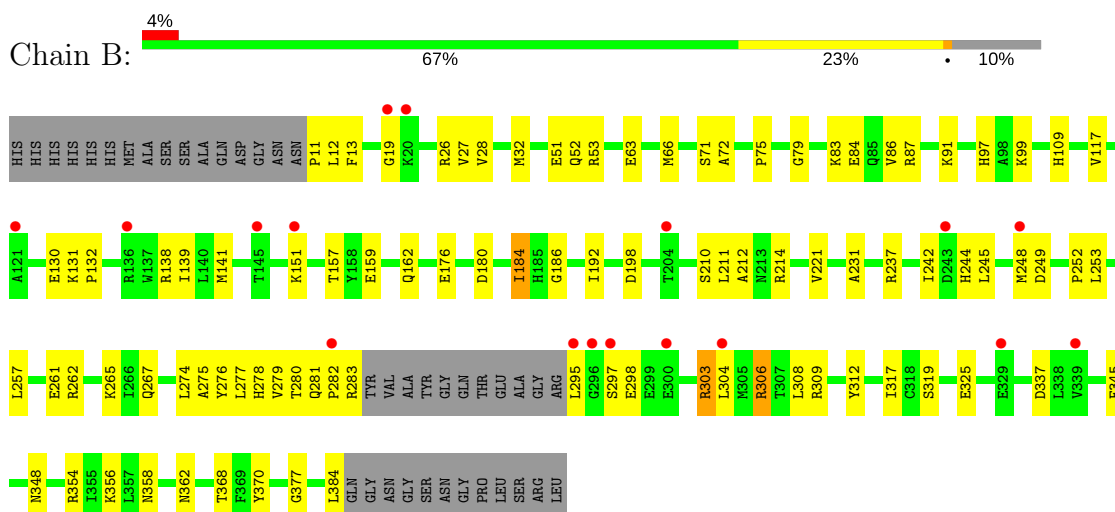 4%
Chain B:
67% 23% • 10%
HIS HIS HIS HIS HIS HIS MET ALA SER SER ALA GLN ASP GLY ASN ASN P11 L12 F13 G19 K20 R26 V27 V28 M32 E51 Q52 R53 E63 M66 S71 A72 P75 G79 K83 E84 Q85 V86 R87 K91 H97 A98 K99 H109 V117
A121 E130 K131 P132 R136 W137 R138 I139 L140 M141 T145 K151 T157 Y158 E159 Q162 E176 D180 I184 H185 G186 I192 D198 T204 S210 L211 A212 N213 R214 V221 A231 R237 I242 D243 H244 L245 M248 D249 P252 L253
L257 E261 R262 K265 I266 Q267 L274 A275 Y276 L277 H278 V279 T280 Q281 P282 R283 TYR VAL ALA TYR GLY GLN THR GLU ALA GLY ARG L295 G296 S297 E298 E299 E300 R303 L304 M305 R306 T307 L308 R309 Y312 I317 C318 S319 E325 E329 D337 L338 V339
N348 R354 I355 K356 L357 N358 N362 T368 F369 Y370 G377 L384 GLN GLY ASN GLY SER ASN GLY PRO LEU SER ARG LEU